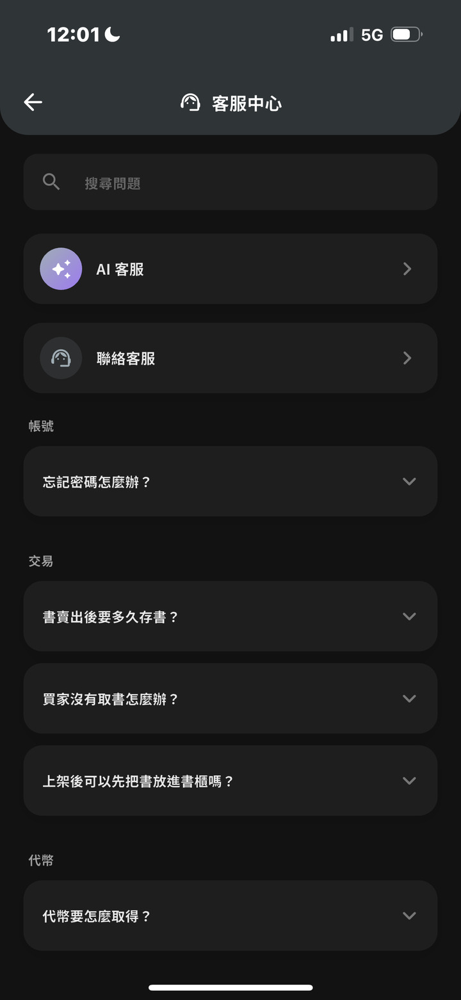 12:01
5G
客服中心
搜尋問題
AI 客服
聯絡客服
帳號
忘記密碼怎麼辦？
交易
書賣出後要多久存書？
買家沒有取書怎麼辦？
上架後可以先把書放進書櫃嗎？
代幣
代幣要怎麼取得？